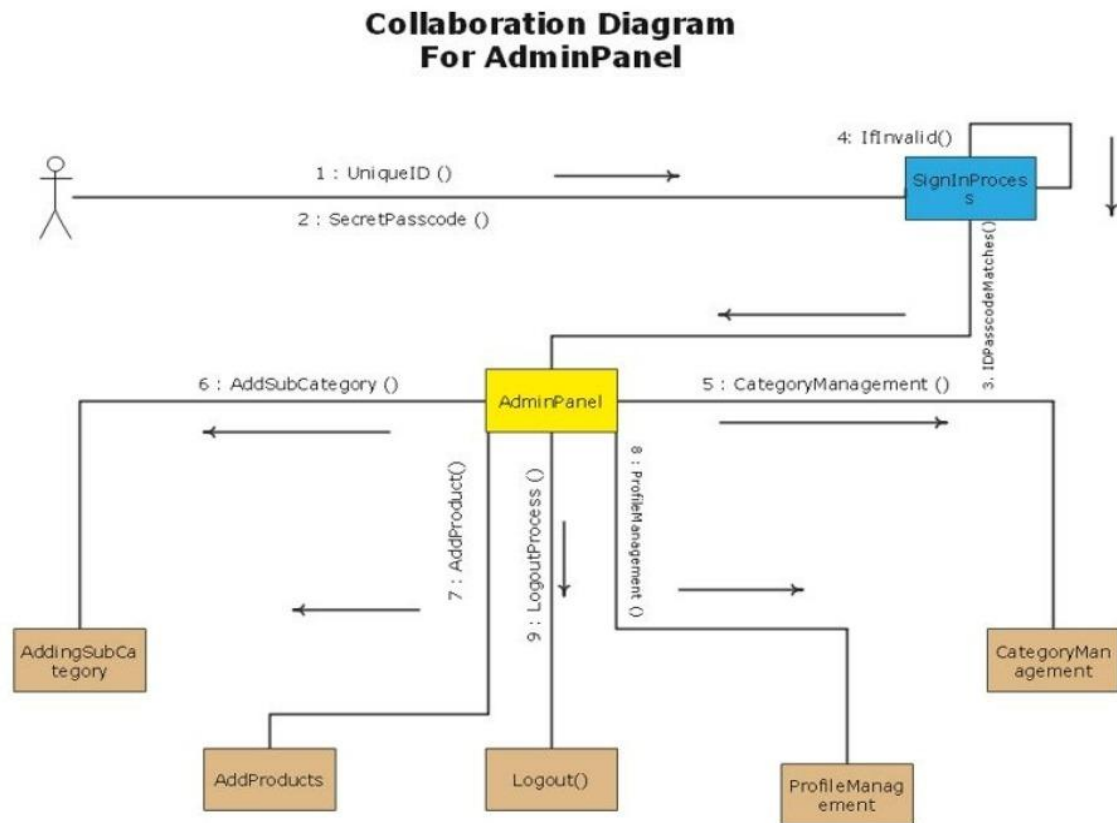 Collaboration Diagram
For AdminPanel
4: IfInvalid()
1 : UniqueID ()
SignInProces
s
2 : SecretPasscode ()
3. IDPasscodeMatches()
6 : AddSubCategory ()
AdminPanel
5 : CategoryManagement ()
7 : AddProduct()
9 : LogoutProcess ()
8 : ProfileManagement ()
AddingSubCa
tegory
CategoryMan
agement
AddProducts
Logout()
ProfileManag
ement